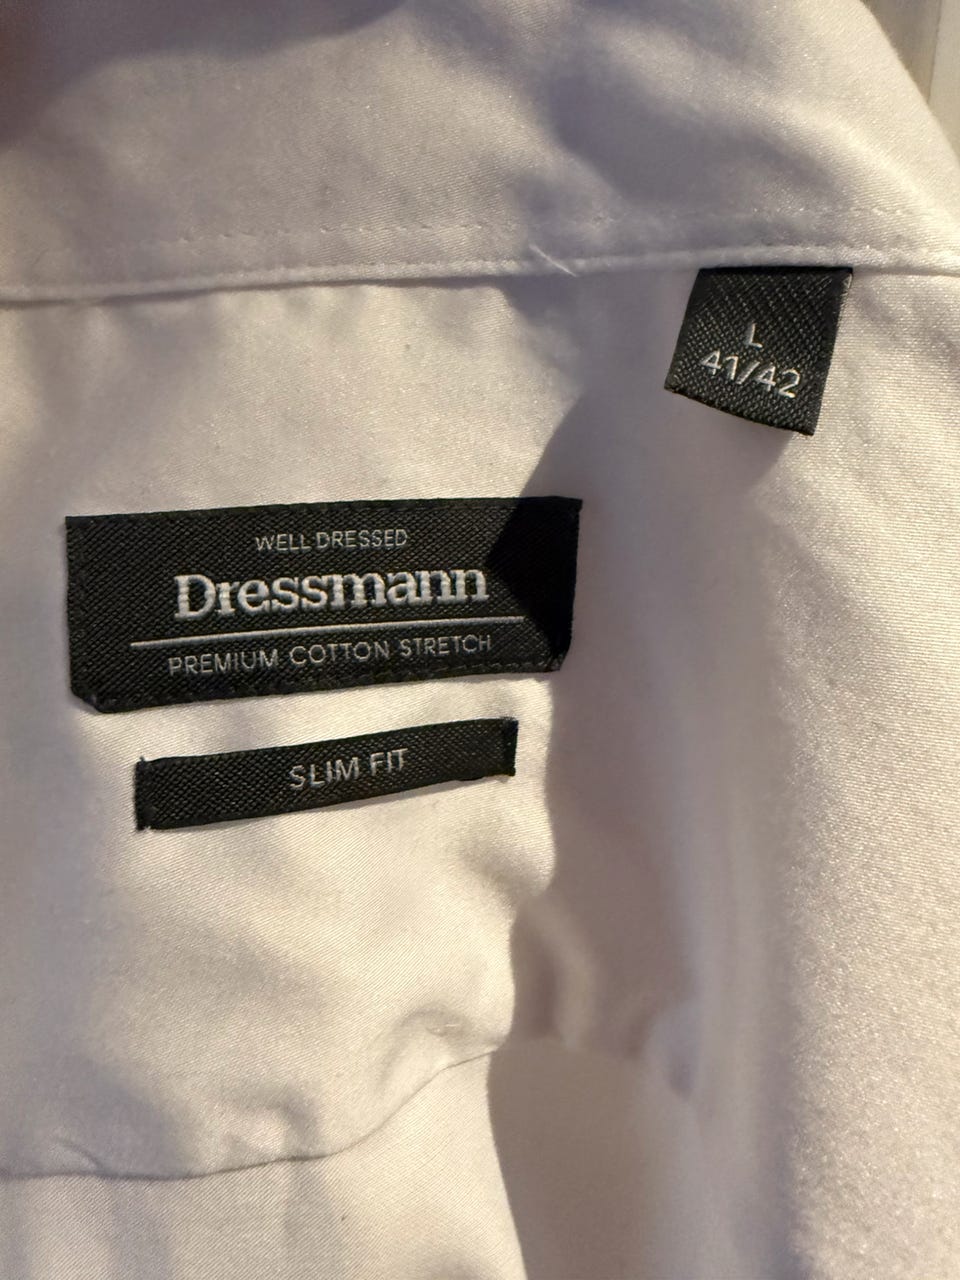 L
41/42
WELL DRESSED
Dressmann
PREMIUM COTTON STRETCH
SLIM FIT